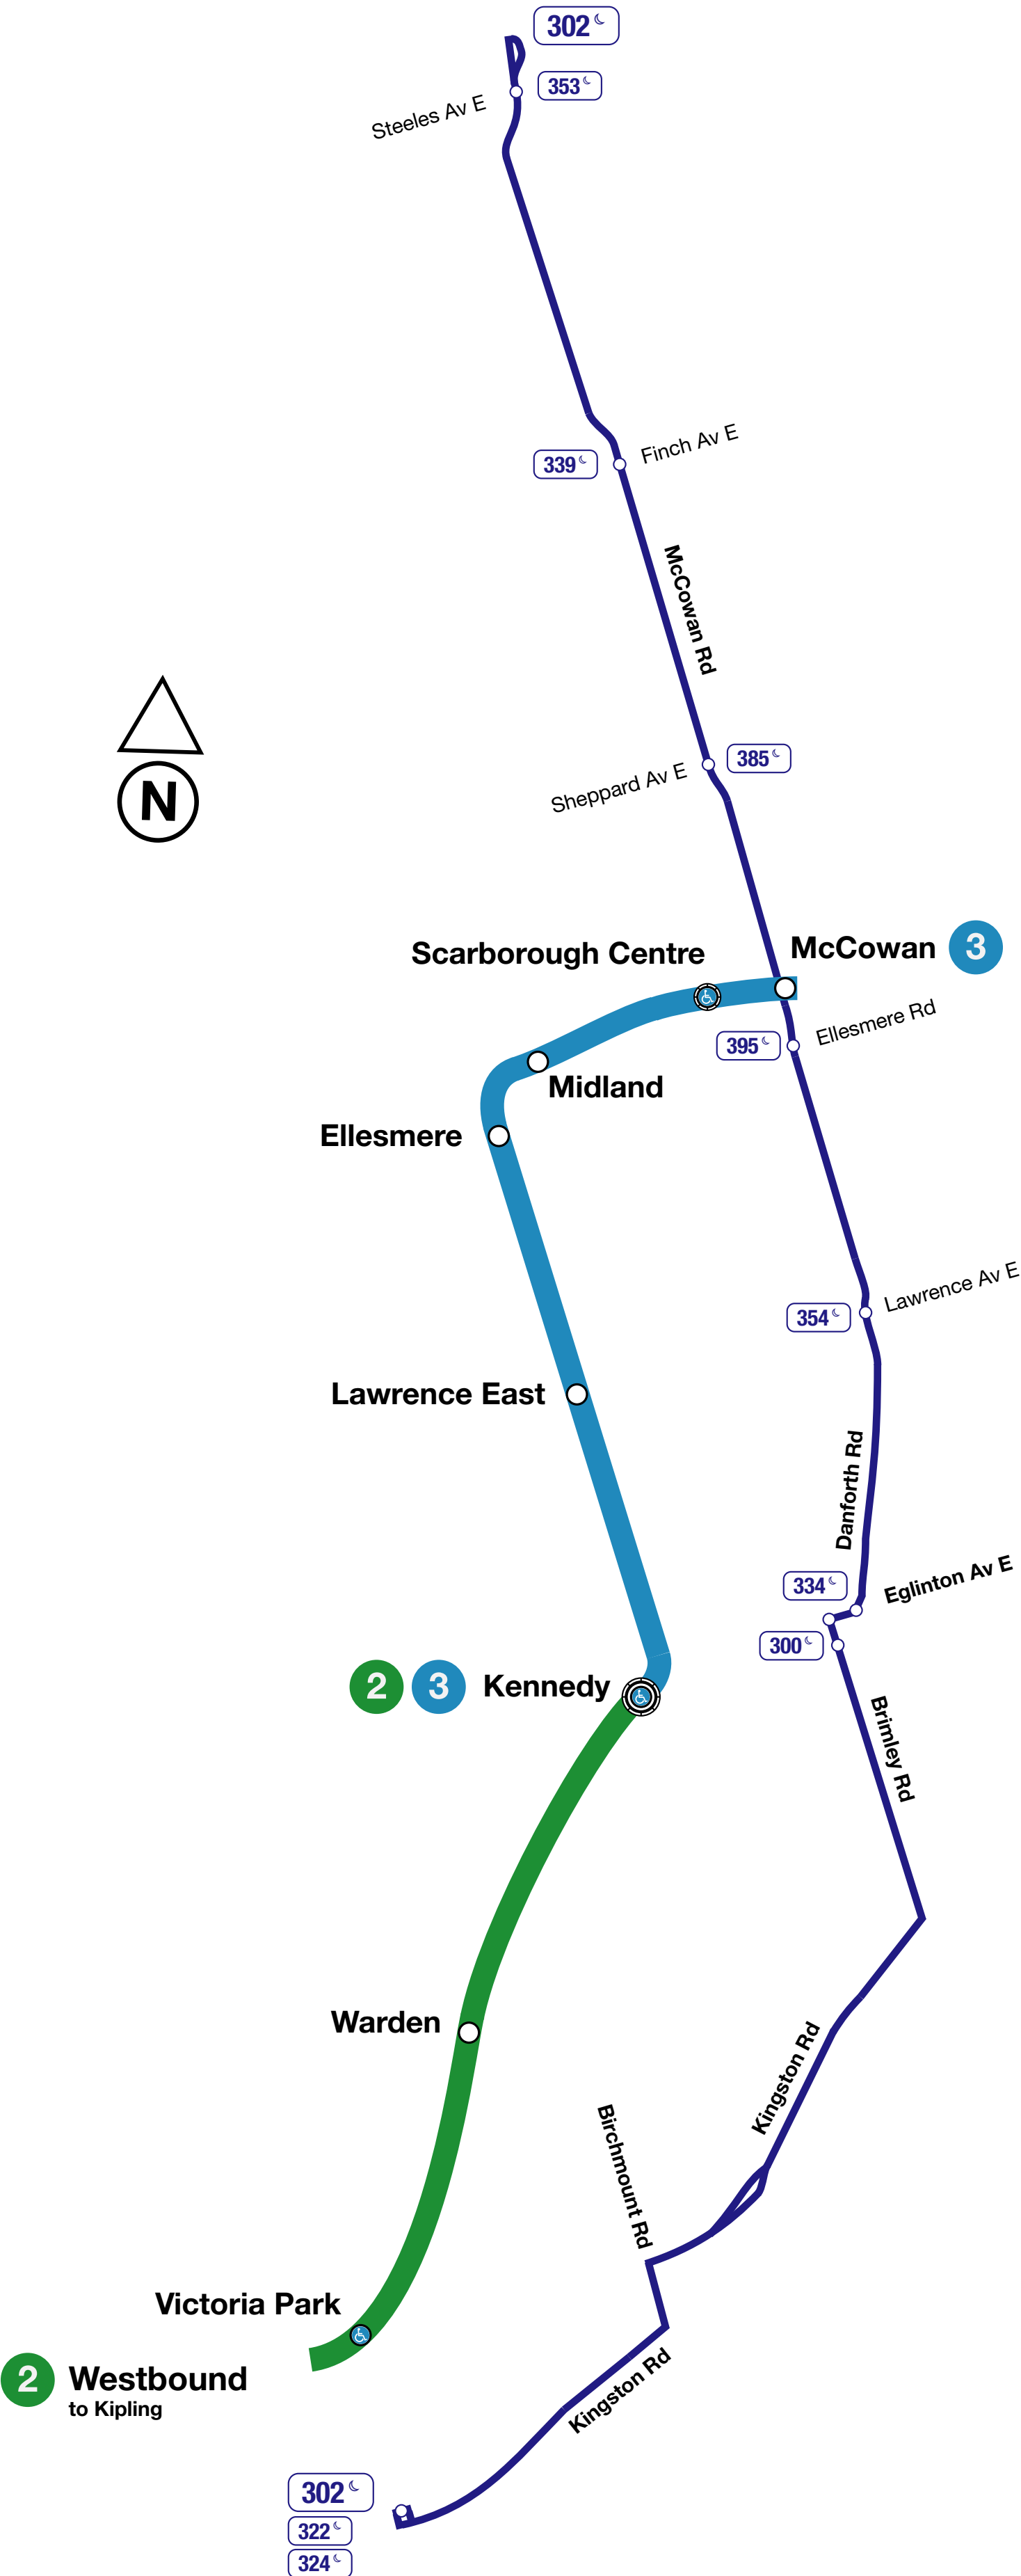 302
353
Steeles Av E
Finch Av E
339
McCowan Rd
385
Sheppard Av E
N
Scarborough Centre
McCowan 3
Ellesmere Rd
395
Midland
Ellesmere
Lawrence Av E
354
Lawrence East
Danforth Rd
334
Eglinton Av E
300
2 3 Kennedy
Brimley Rd
Warden
Kingston Rd
Birchmount Rd
Victoria Park
2 Westbound
to Kipling
Kingston Rd
302
322
324